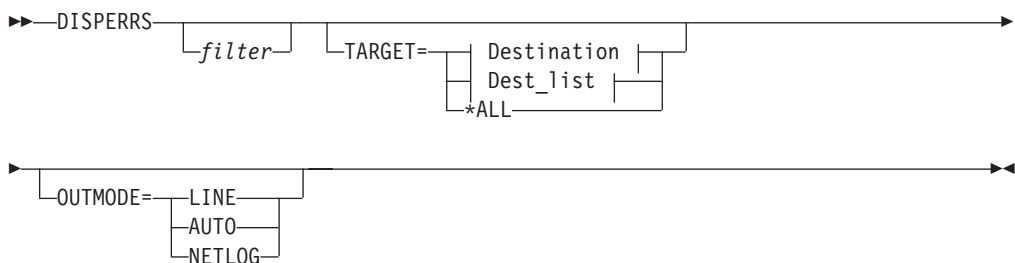 DISPERRS
filter
TARGET= Destination
Dest_list
*ALL
OUTMODE= LINE
AUTO
NETLOG